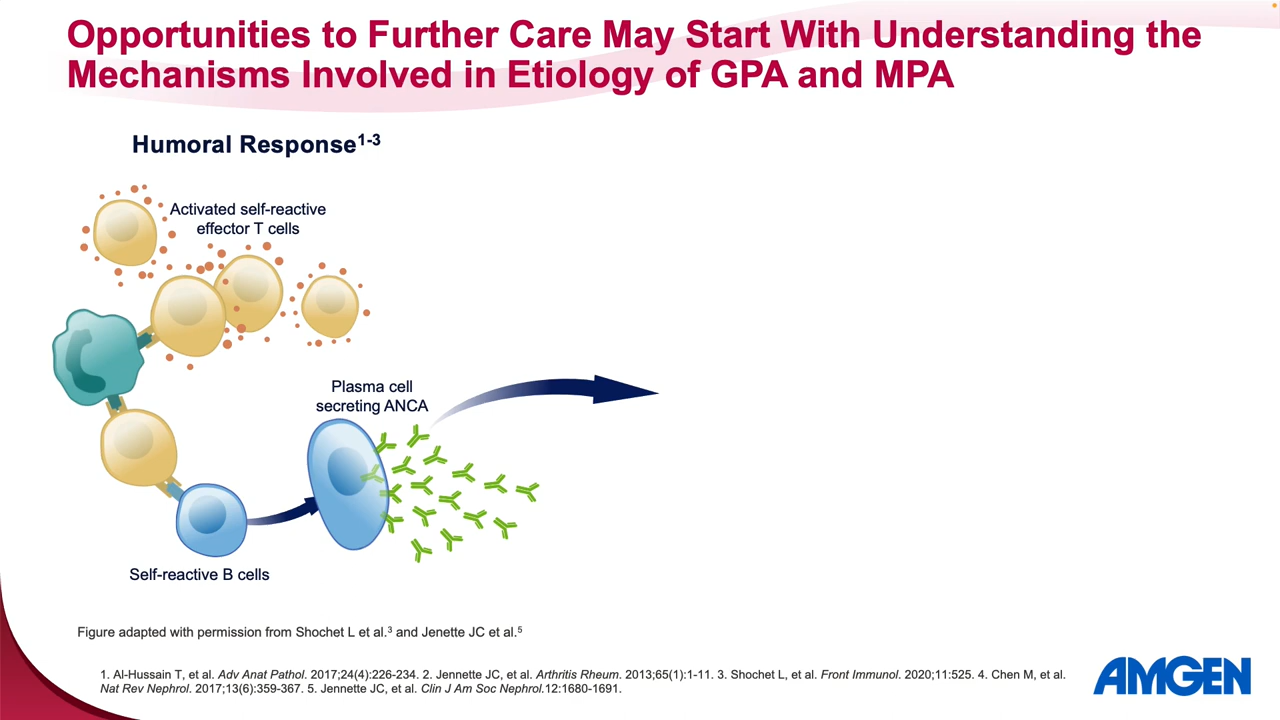 Opportunities to Further Care May Start With Understanding the
Mechanisms Involved in Etiology of GPA and MPA
Humoral Response1-3
Activated self-reactive
effector T cells
Plasma cell
secreting ANCA
Self-reactive B cells
Figure adapted with permission from Shochet L et al.3 and Jenette JC et al.5
1. Al-Hussain T, et al. Adv Anat Pathol. 2017;24(4):226-234. 2. Jennette JC, et al. Arthritis Rheum. 2013;65(1):1-11. 3. Shochet L, et al. Front Immunol. 2020;11:525. 4. Chen M, et al.
Nat Rev Nephrol. 2017;13(6):359-367. 5. Jennette JC, et al. Clin J Am Soc Nephrol.12:1680-1691.
AMGEN